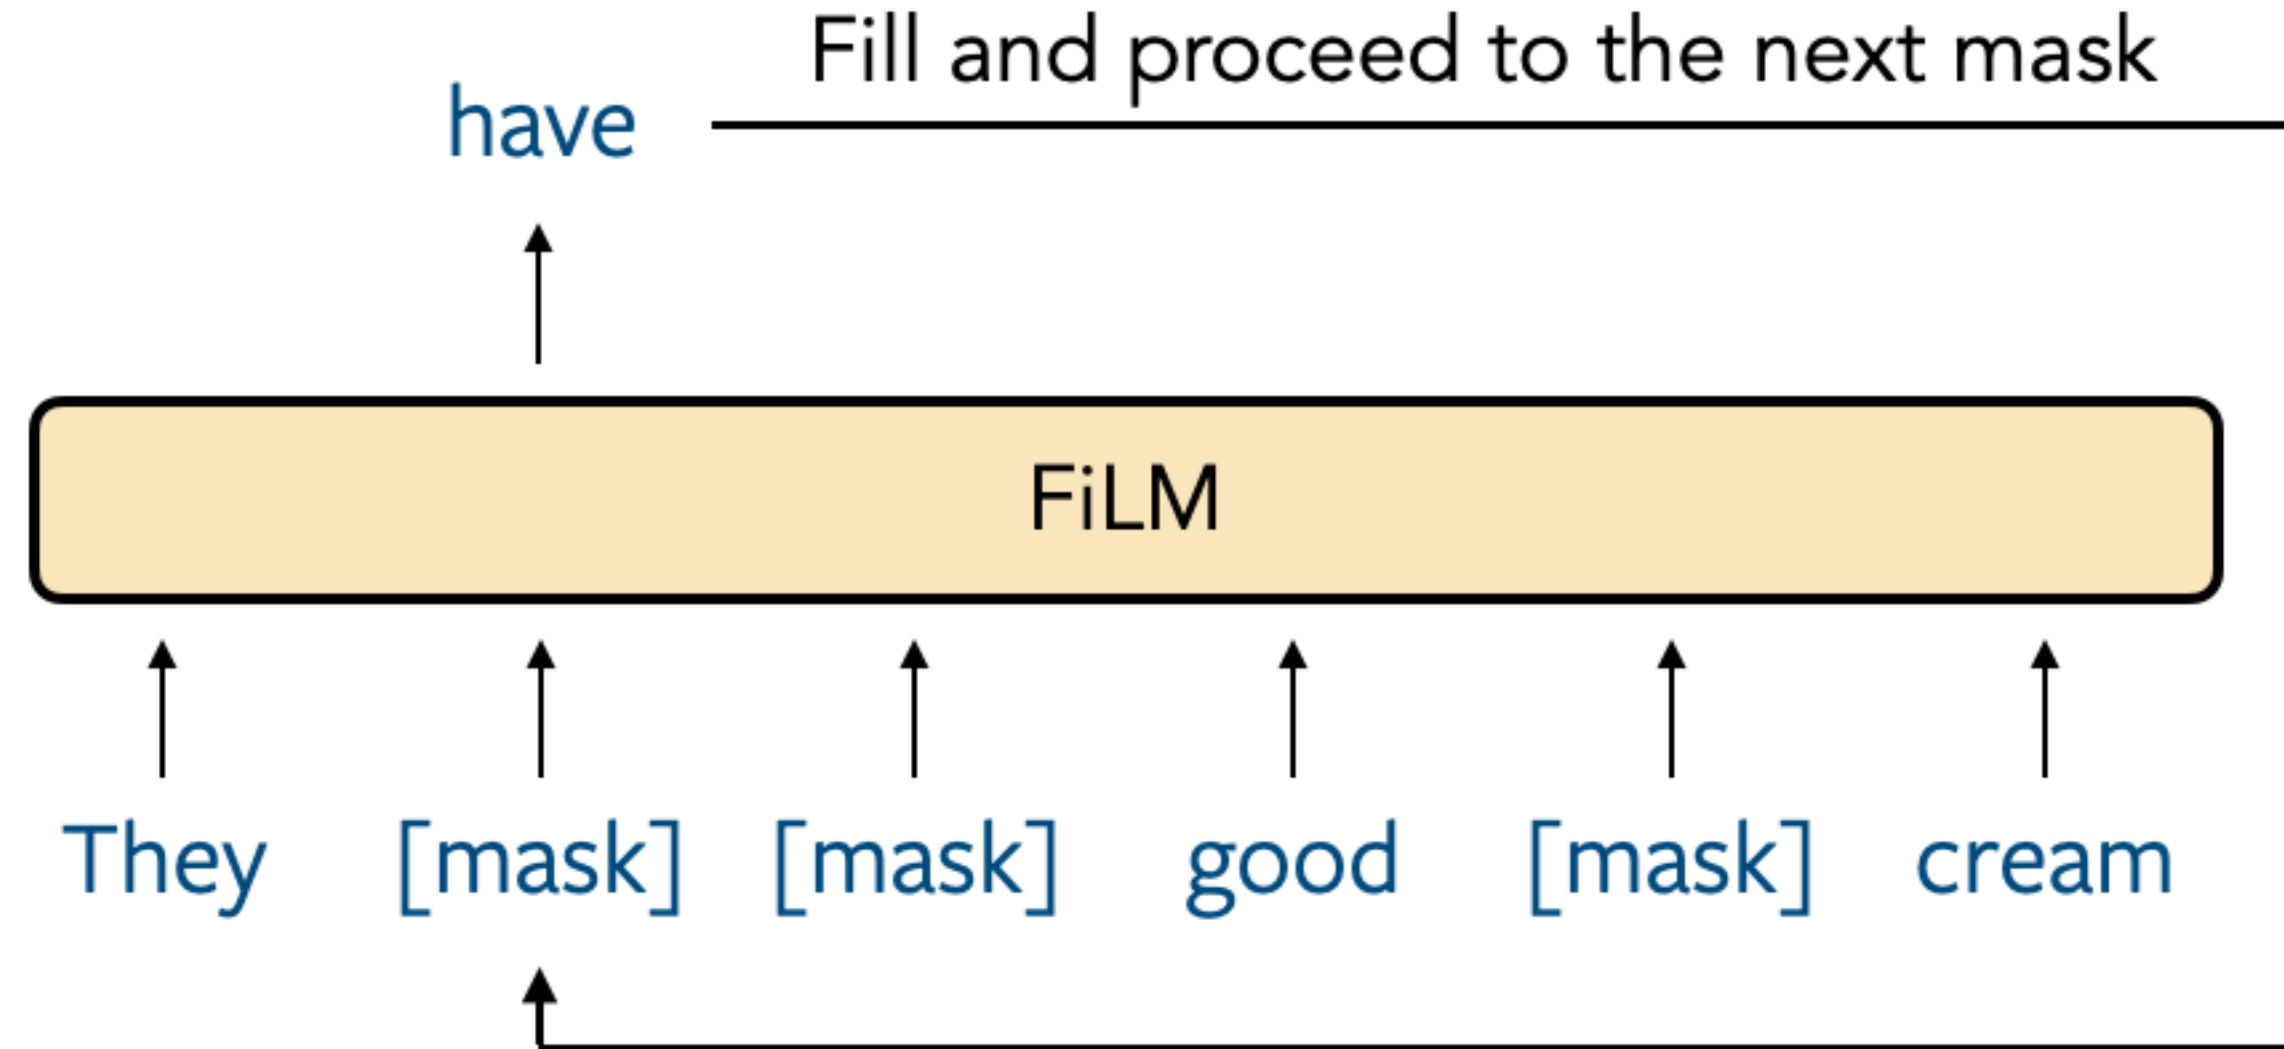 Fill and proceed to the next mask
have
FiLM
They [mask] [mask] good [mask] cream